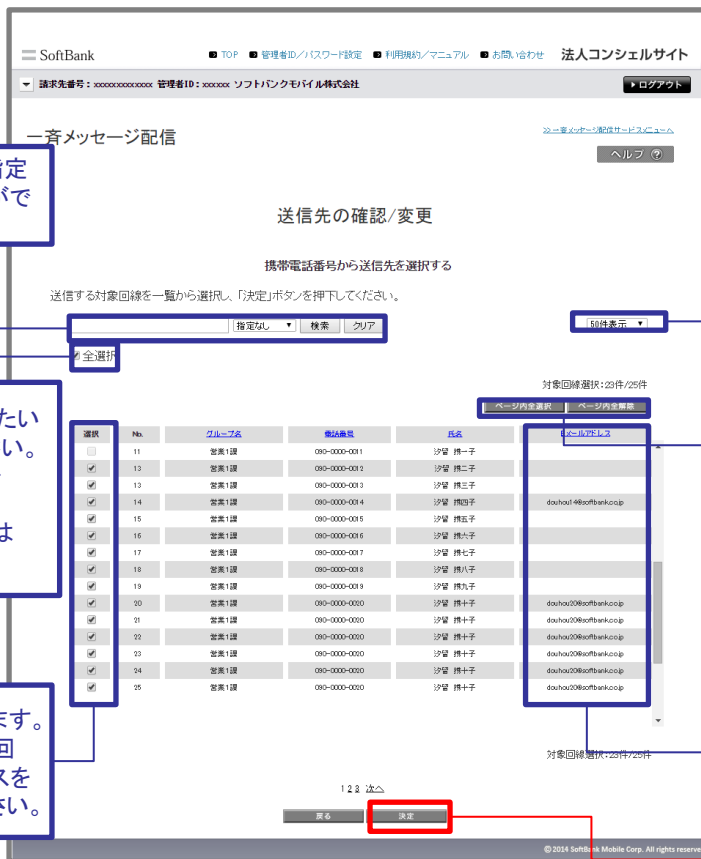 SoftBank
TOP 管理者ID／パスワード設定 利用規約／マニュアル お問い合わせ 法人コンシェルサイト
請求先番号：xxxxxxxxxxxx 管理者ID：xxxxxx ソフトバンクモバイル株式会社
ログアウト
一斉メッセージ配信
>> 一斉メッセージ配信サービスメニューへ
ヘルプ ?
指定
がで
送信先の確認/変更
携帯電話番号から送信先を選択する
送信する対象回線を一覧から選択し、「決定」ボタンを押下してください。
指定なし 検索 クリア 50件表示
全選択
対象回線選択:23件/25件
ページ内全選択 ページ内全解除
たい
い。
は
選択 No. グループ名 電話番号 氏名 Eメールアドレス
11 営業1課 090-0000-0011 汐留 携一子
13 営業1課 090-0000-0012 汐留 携二子
13 営業1課 090-0000-0013 汐留 携三子
14 営業1課 090-0000-0014 汐留 携四子 douhou14@softbank.co.jp
15 営業1課 090-0000-0015 汐留 携五子
16 営業1課 090-0000-0016 汐留 携六子
17 営業1課 090-0000-0017 汐留 携七子
18 営業1課 090-0000-0018 汐留 携八子
19 営業1課 090-0000-0019 汐留 携九子
20 営業1課 090-0000-0020 汐留 携十子 douhou20@softbank.co.jp
21 営業1課 090-0000-0020 汐留 携十子 douhou20@softbank.co.jp
22 営業1課 090-0000-0020 汐留 携十子 douhou20@softbank.co.jp
23 営業1課 090-0000-0020 汐留 携十子 douhou20@softbank.co.jp
24 営業1課 090-0000-0020 汐留 携十子 douhou20@softbank.co.jp
25 営業1課 090-0000-0020 汐留 携十子 douhou20@softbank.co.jp
ます。
回
スを
さい。
対象回線選択:23件/25件
1 2 3 次へ
戻る 決定
© 2014 SoftBank Mobile Corp. All rights reserve